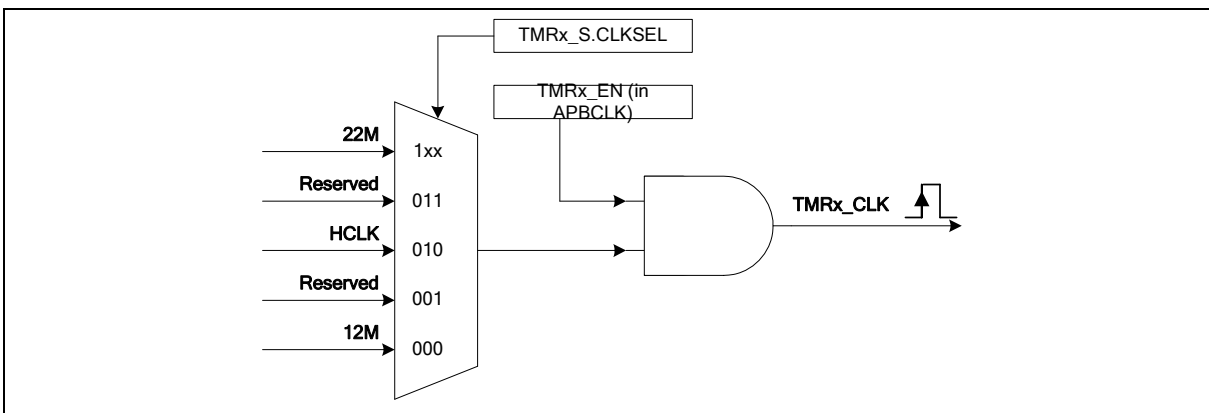 TMRx_S.CLKSEL
TMRx_EN (in
APBCLK)
22M
1xx
Reserved
011
HCLK
010
Reserved
001
12M
000
TMRx_CLK